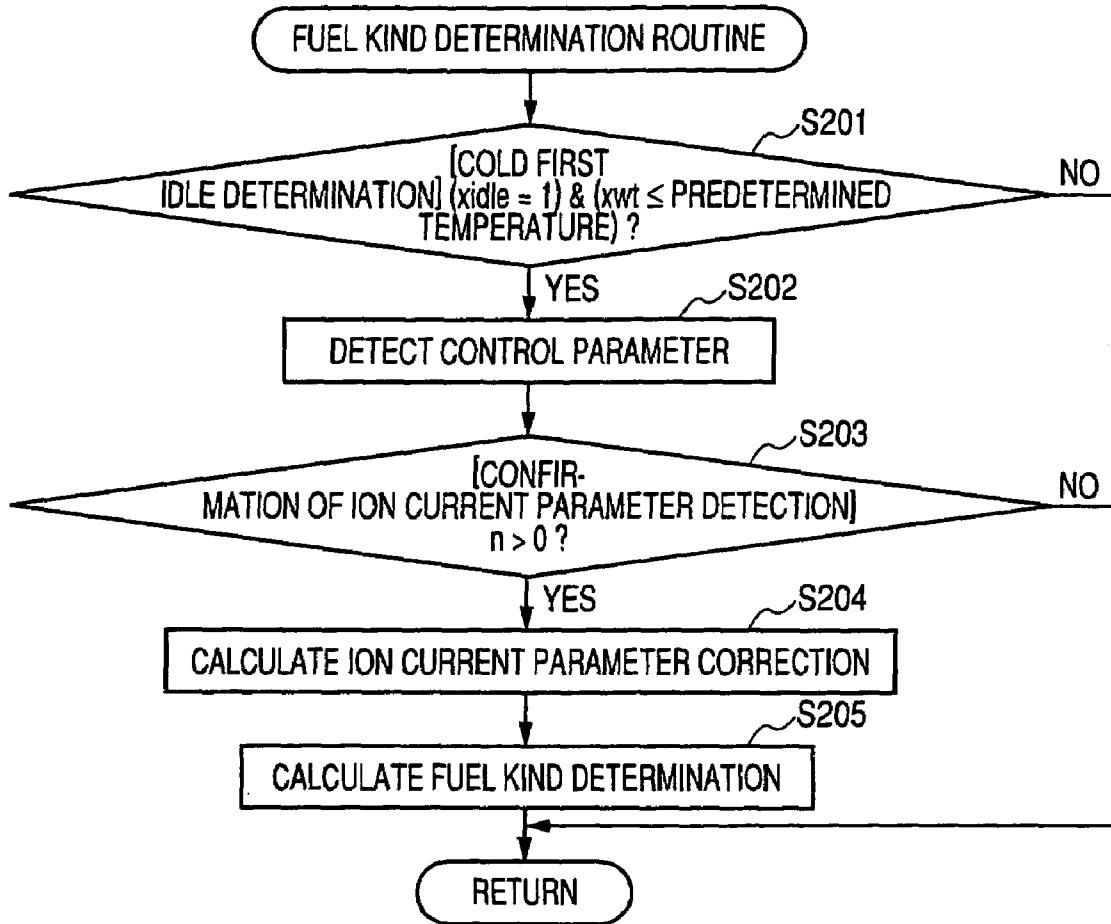 FUEL KIND DETERMINATION ROUTINE
S201
[COLD FIRST
IDLE DETERMINATION] (xidle = 1) & (xwt ≤ PREDETERMINED
TEMPERATURE) ?
NO
YES
S202
DETECT CONTROL PARAMETER
S203
[CONFIR-
MATION OF ION CURRENT PARAMETER DETECTION]
n > 0 ?
NO
YES
S204
CALCULATE ION CURRENT PARAMETER CORRECTION
S205
CALCULATE FUEL KIND DETERMINATION
RETURN